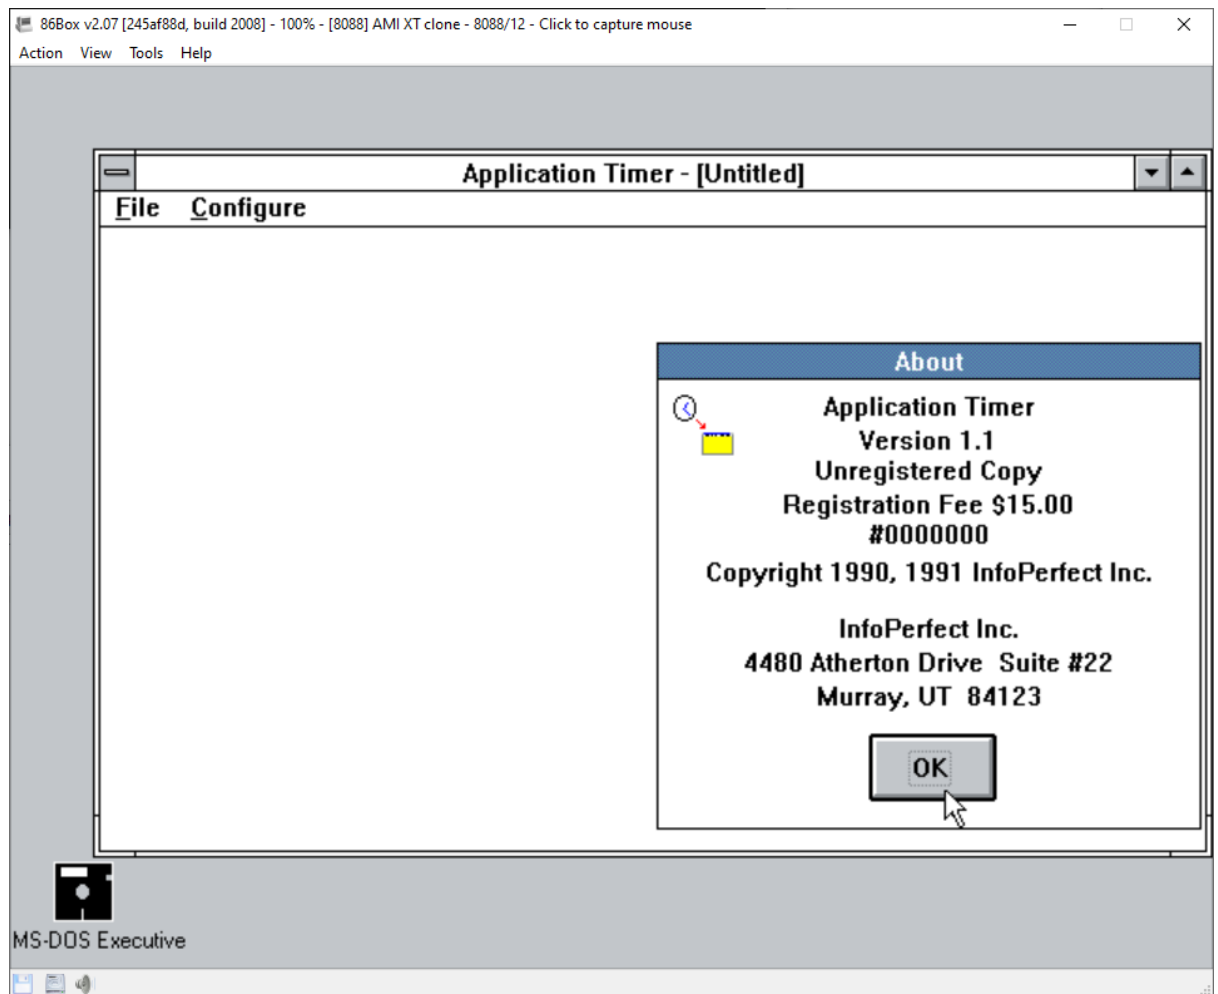 86Box v2.07 [245af88d, build 2008] - 100% - [8088] AMI XT clone - 8088/12 - Click to capture mouse
Action View Tools Help
Application Timer - [Untitled]
File Configure
About
Application Timer
Version 1.1
Unregistered Copy
Registration Fee $15.00
#0000000
Copyright 1990, 1991 InfoPerfect Inc.
InfoPerfect Inc.
4480 Atherton Drive Suite #22
Murray, UT 84123
OK
MS-DOS Executive